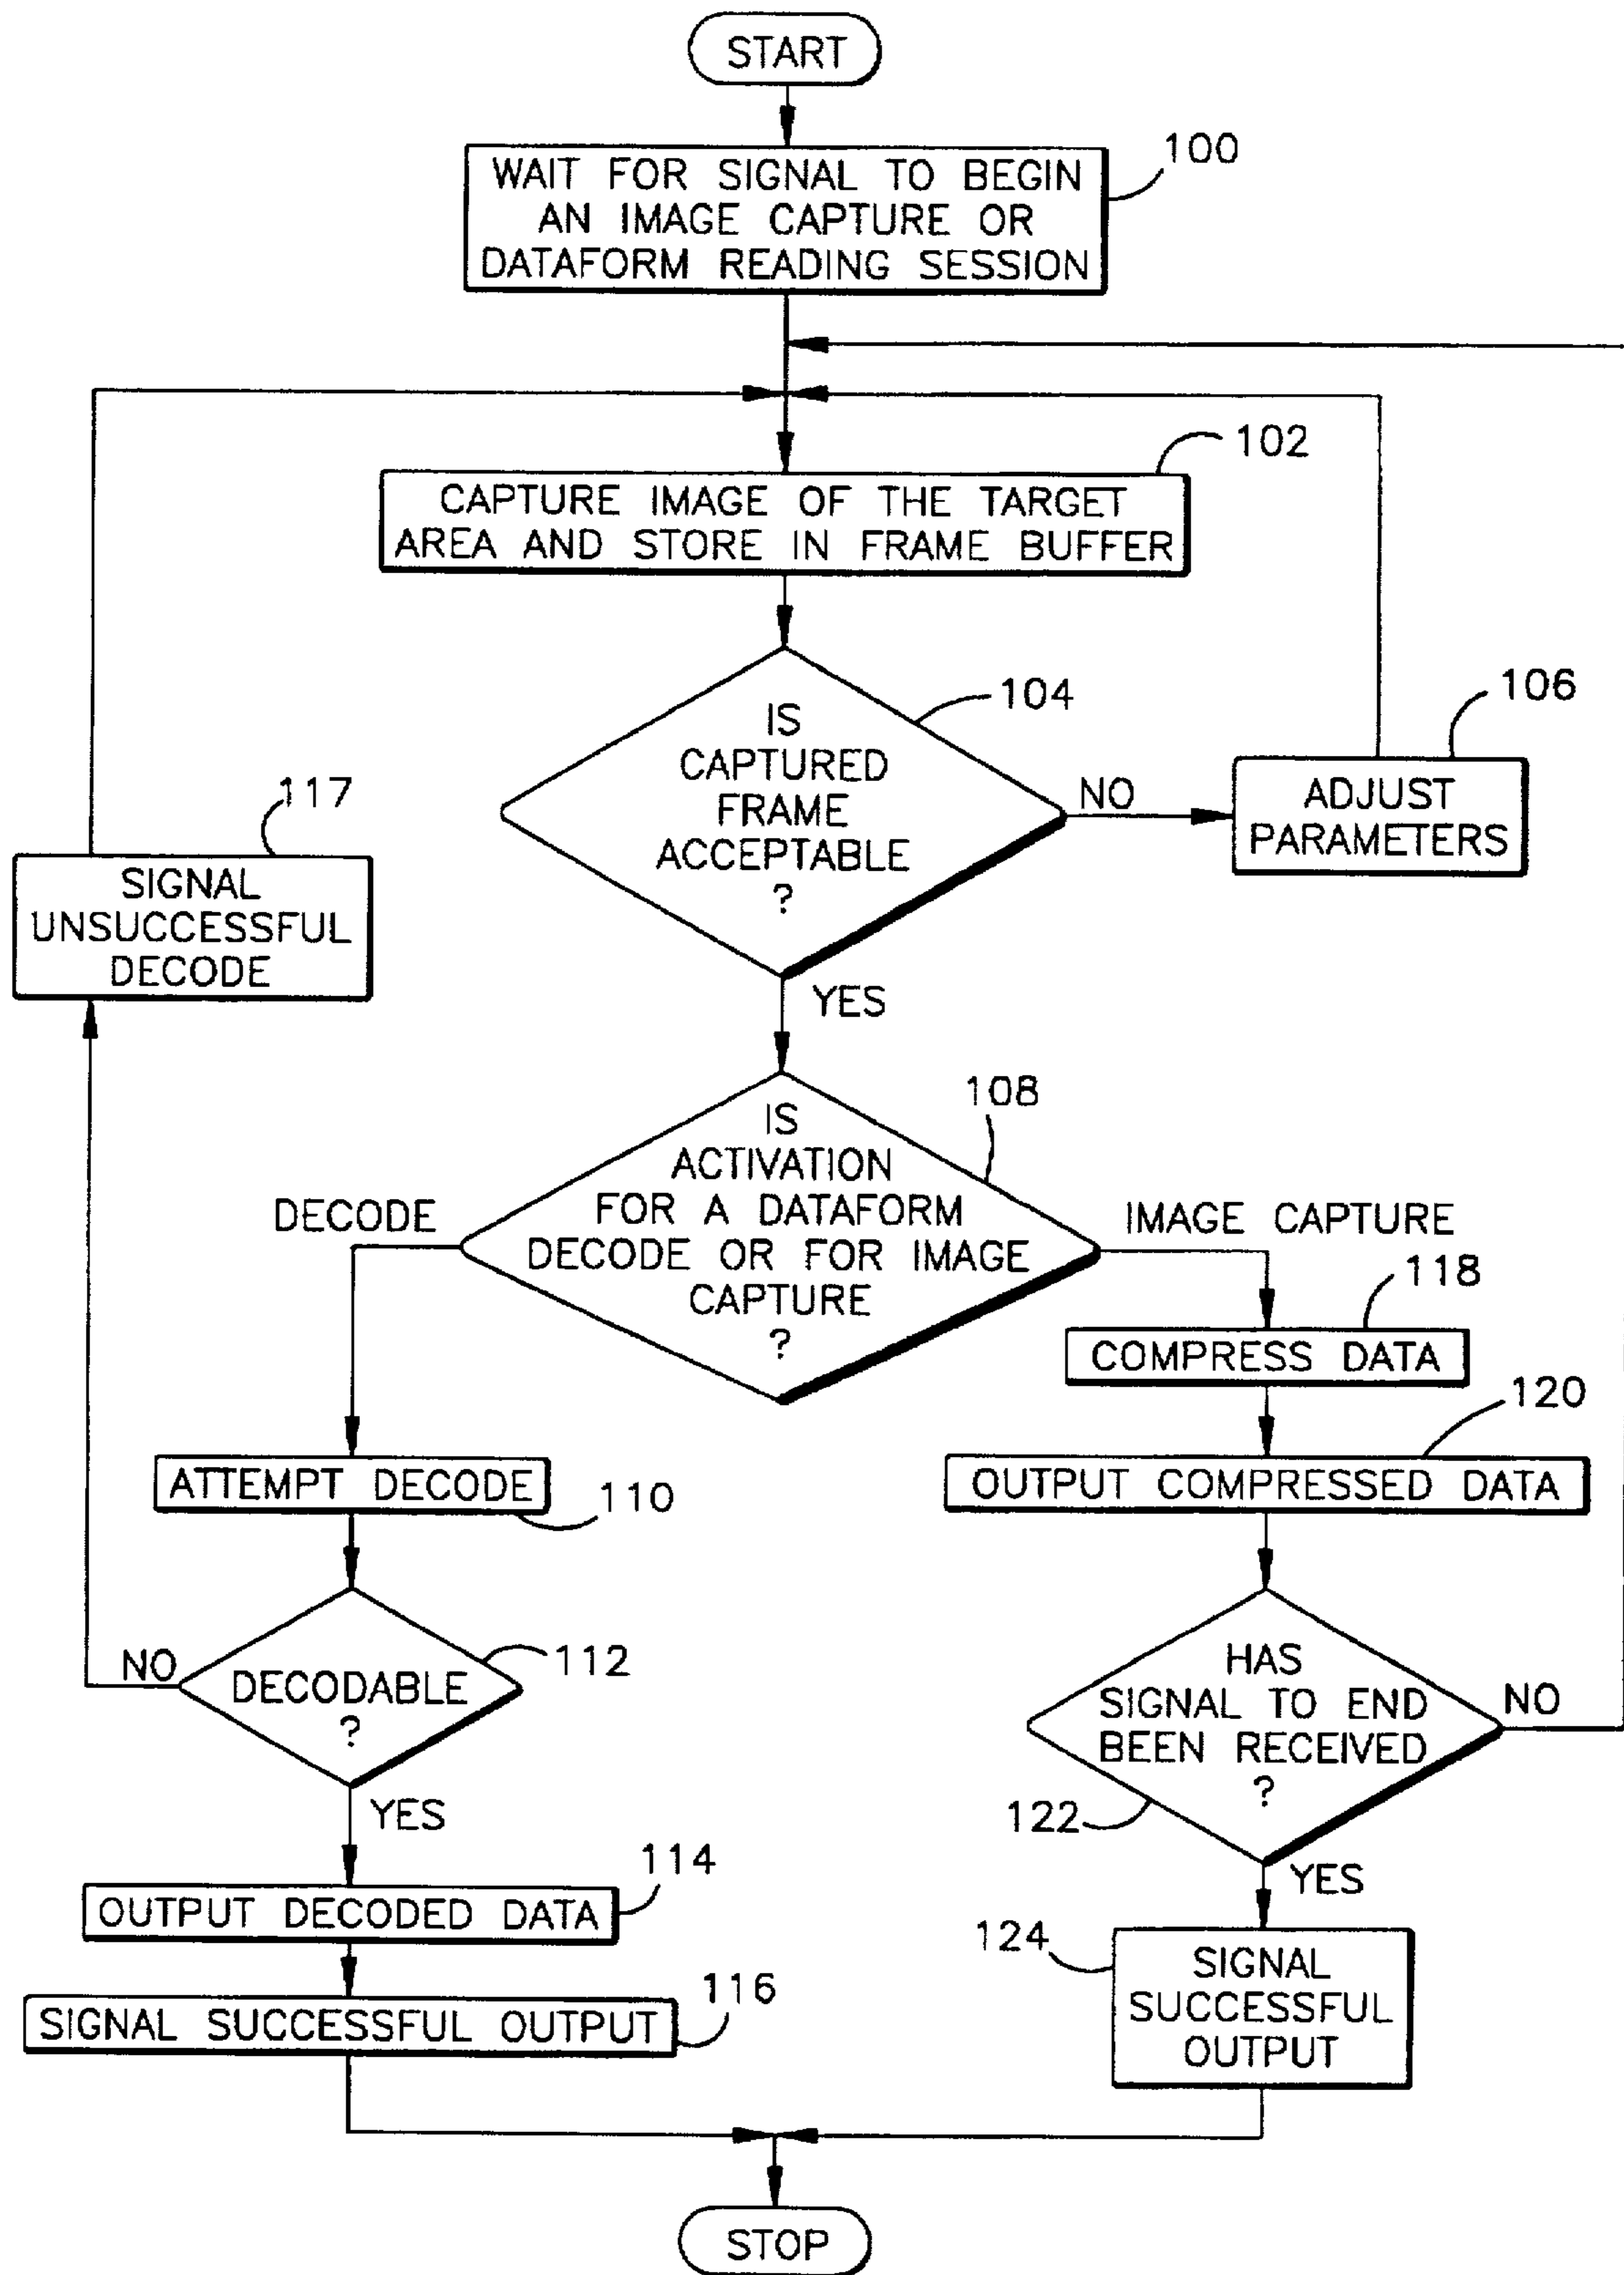 START
100
WAIT FOR SIGNAL TO BEGIN
AN IMAGE CAPTURE OR
DATAFORM READING SESSION
102
CAPTURE IMAGE OF THE TARGET
AREA AND STORE IN FRAME BUFFER
104
IS
CAPTURED
FRAME
ACCEPTABLE
?
NO
106
ADJUST
PARAMETERS
117
SIGNAL
UNSUCCESSFUL
DECODE
YES
108
IS
ACTIVATION
FOR A DATAFORM
DECODE OR FOR IMAGE
CAPTURE
?
DECODE
IMAGE CAPTURE
118
COMPRESS DATA
120
OUTPUT COMPRESSED DATA
ATTEMPT DECODE
110
112
DECODABLE
?
NO
YES
HAS
SIGNAL TO END
BEEN RECEIVED
?
NO
122
YES
114
OUTPUT DECODED DATA
116
SIGNAL SUCCESSFUL OUTPUT
124
SIGNAL
SUCCESSFUL
OUTPUT
STOP